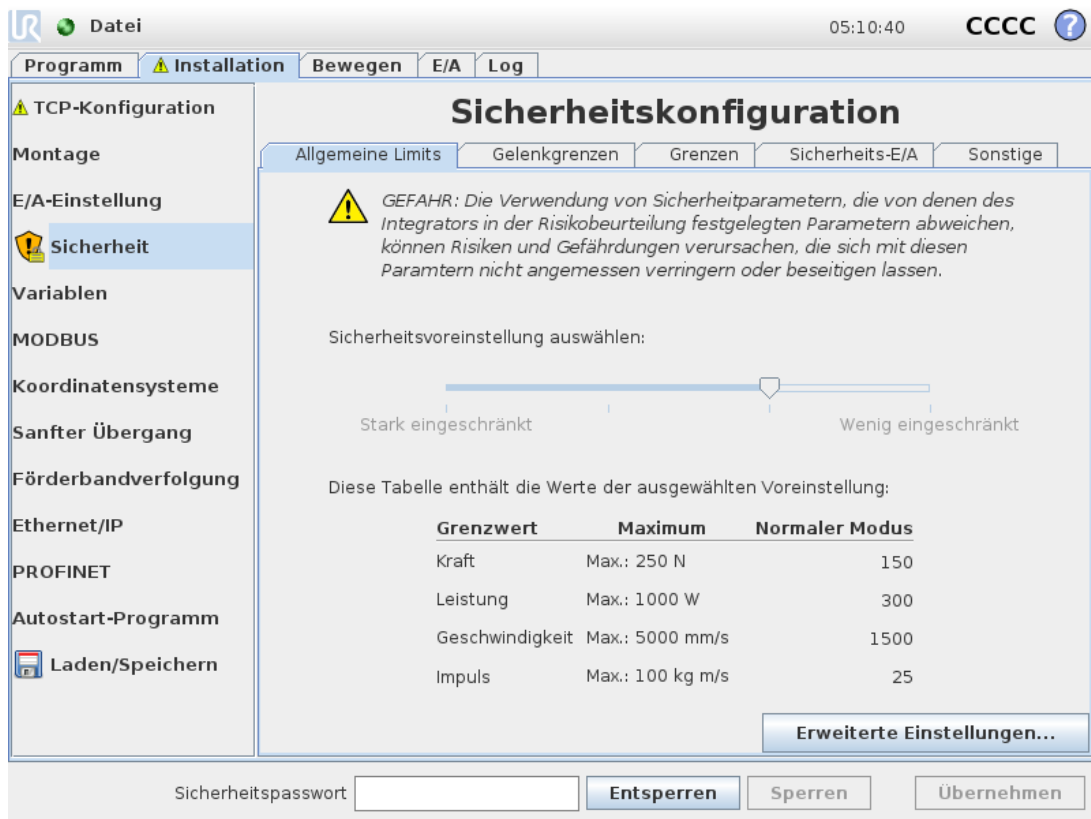 UR Datei 05:10:40 CCCC ?
Programm Installation Bewegen E/A Log
TCP-Konfiguration
Montage
E/A-Einstellung
Sicherheit
Variablen
MODBUS
Koordinatensysteme
Sanfter Übergang
Förderbandverfolgung
Ethernet/IP
PROFINET
Autostart-Programm
Laden/Speichern
Sicherheitskonfiguration
Allgemeine Limits Gelenkgrenzen Grenzen Sicherheits-E/A Sonstige
GEFAHR: Die Verwendung von Sicherheitparametern, die von denen des
Integrators in der Risikobeurteilung festgelegten Parametern abweichen,
können Risiken und Gefährdungen verursachen, die sich mit diesen
Paramtern nicht angemessen verringern oder beseitigen lassen.
Sicherheitsvoreinstellung auswählen:
Stark eingeschränkt Wenig eingeschränkt
Diese Tabelle enthält die Werte der ausgewählten Voreinstellung:
Grenzwert Maximum Normaler Modus
Kraft Max.: 250 N 150
Leistung Max.: 1000 W 300
Geschwindigkeit Max.: 5000 mm/s 1500
Impuls Max.: 100 kg m/s 25
Erweiterte Einstellungen...
Sicherheitspasswort Entsperren Sperren Übernehmen